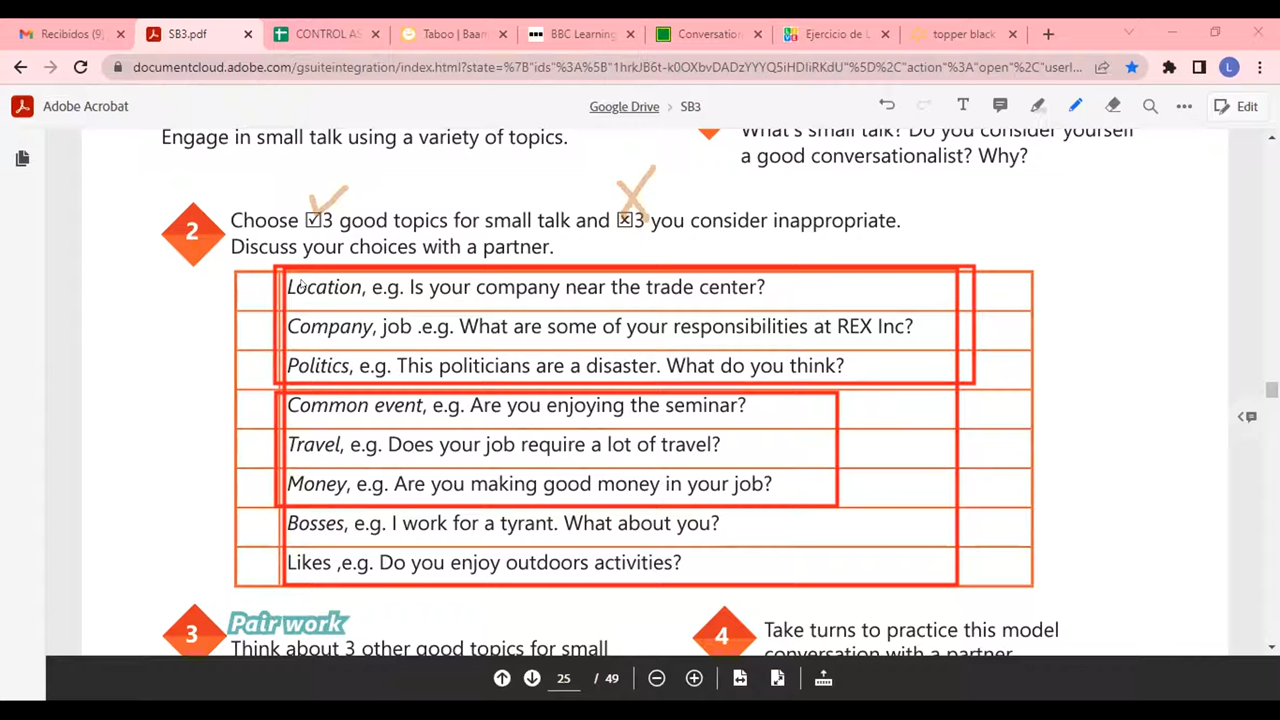 Recibidos (9)
SB3.pdf
CONTROL AS
Taboo | Baam
BBC Learning
Conversation
Ejercicio de L
topper black
documentcloud.adobe.com/gsuiteintegration/index.html?state=%7B"ids"%3A%5B"1hrkJB6t-k0OXbvDADzYYYQ5iHDIiRKdU"%5D%2C"action"%3A"open"%2C"userI...
L
Adobe Acrobat
Google Drive > SB3
T
Edit
Engage in small talk using a variety of topics.
What's small talk? Do you consider yourself
a good conversationalist? Why?
2
Choose ☑3 good topics for small talk and ☒3 you consider inappropriate.
Discuss your choices with a partner.
Location, e.g. Is your company near the trade center?
Company, job .e.g. What are some of your responsibilities at REX Inc?
Politics, e.g. This politicians are a disaster. What do you think?
Common event, e.g. Are you enjoying the seminar?
Travel, e.g. Does your job require a lot of travel?
Money, e.g. Are you making good money in your job?
Bosses, e.g. I work for a tyrant. What about you?
Likes ,e.g. Do you enjoy outdoors activities?
3
Pair work
Think about 3 other good topics for small
4
Take turns to practice this model
conversation with a partner
25 / 49